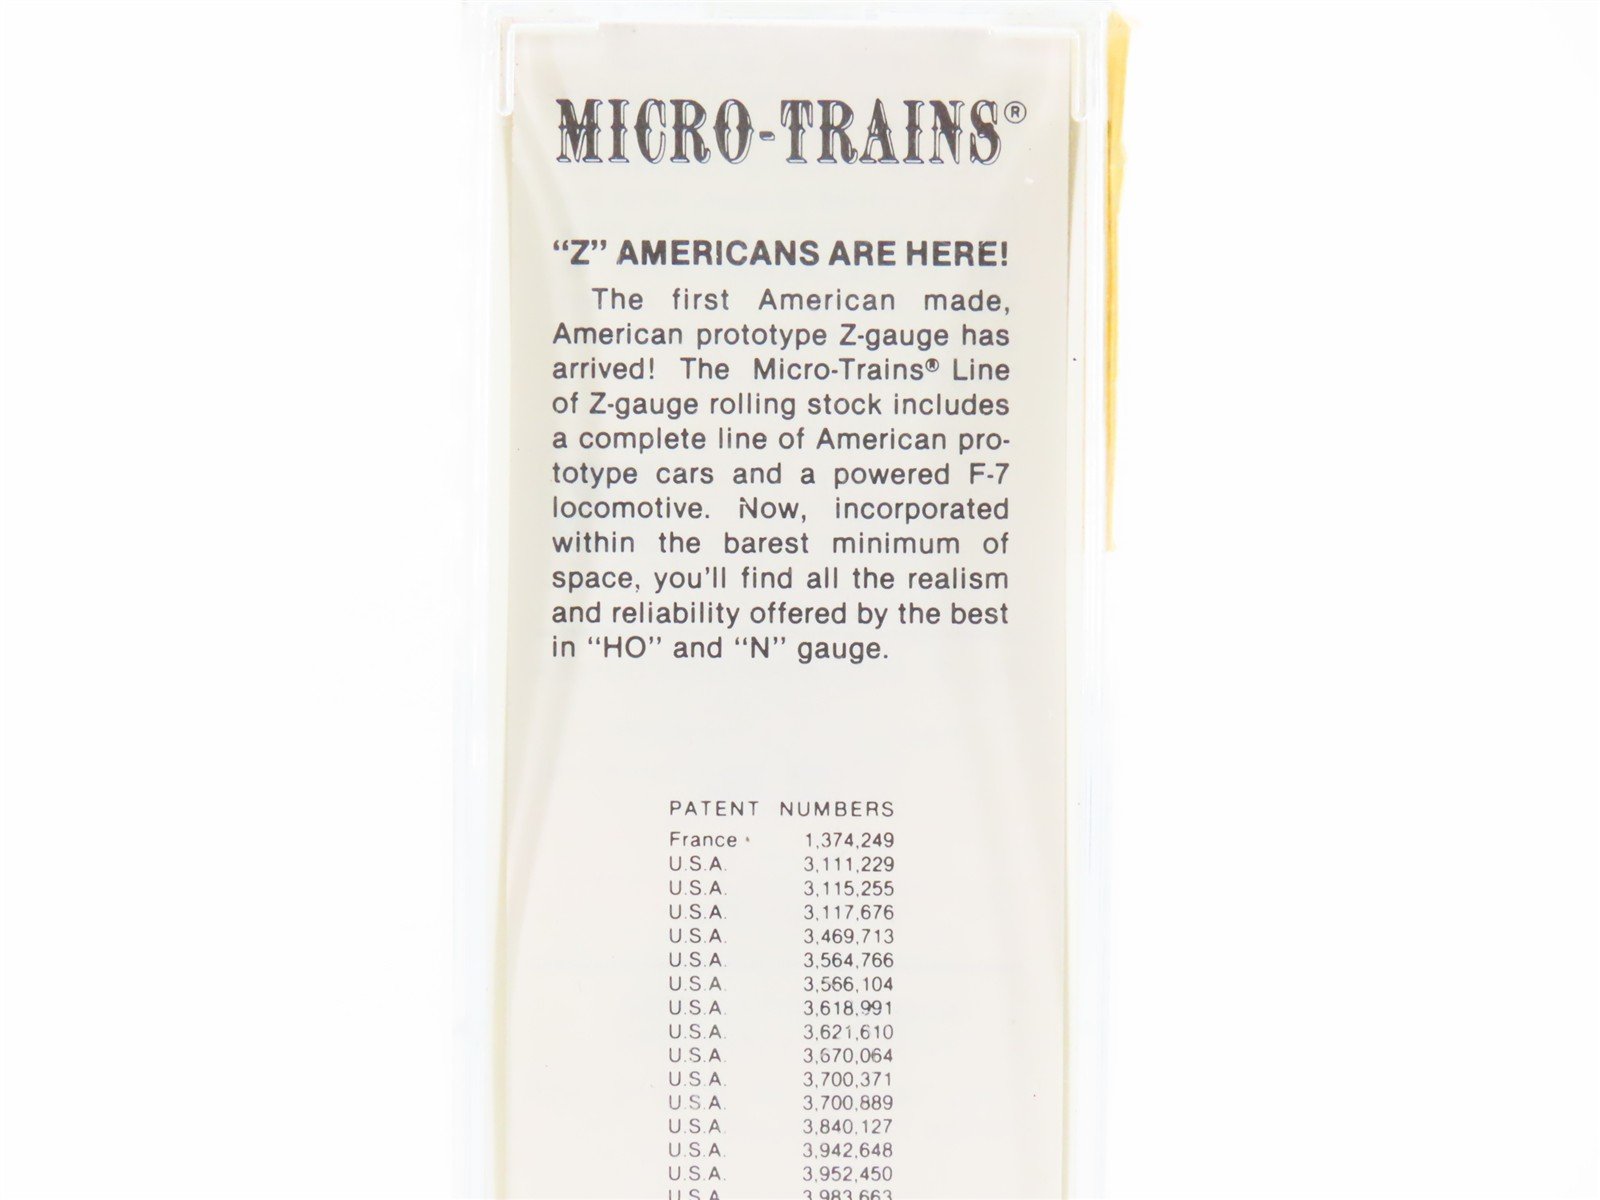 MICRO-TRAINS®
“Z” AMERICANS ARE HERE!
The first American made,
American prototype Z-gauge has
arrived! The Micro-Trains® Line
of Z-gauge rolling stock includes
a complete line of American pro-
totype cars and a powered F-7
locomotive. Now, incorporated
within the barest minimum of
space, you'll find all the realism
and reliability offered by the best
in “HO” and “N” gauge.
PATENT NUMBERS
France 1,374,249
U.S.A. 3,111,229
U.S.A. 3,115,255
U.S.A. 3,117,676
U.S.A. 3,469,713
U.S.A. 3,564,766
U.S.A. 3,566,104
U.S.A. 3,618,991
U.S.A. 3,621,610
U.S.A. 3,670,064
U.S.A. 3,700,371
U.S.A. 3,700,889
U.S.A. 3,840,127
U.S.A. 3,942,648
U.S.A. 3,952,450
U.S.A. 3,983,663